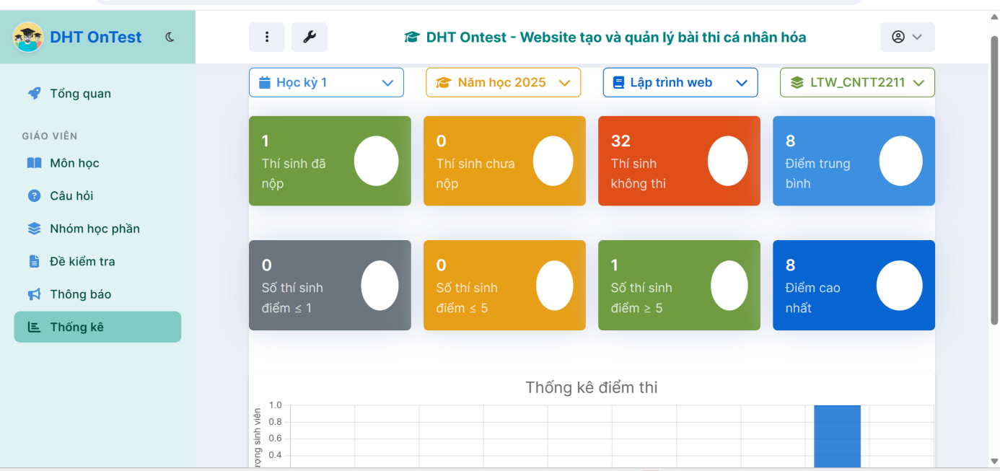 DHT OnTest
DHT Ontest - Website tạo và quản lý bài thi cá nhân hóa
Tổng quan
GIÁO VIÊN
Môn học
Câu hỏi
Nhóm học phần
Đề kiểm tra
Thông báo
Thống kê
Học kỳ 1
Năm học 2025
Lập trình web
LTW_CNTT2211
1
Thí sinh đã
nộp
0
Thí sinh chưa
nộp
32
Thí sinh
không thi
8
Điểm trung
bình
0
Số thí sinh
điểm ≤ 1
0
Số thí sinh
điểm ≤ 5
1
Số thí sinh
điểm ≥ 5
8
Điểm cao
nhất
Thống kê điểm thi
1.0
0.8
0.6
0.4
sinh viên